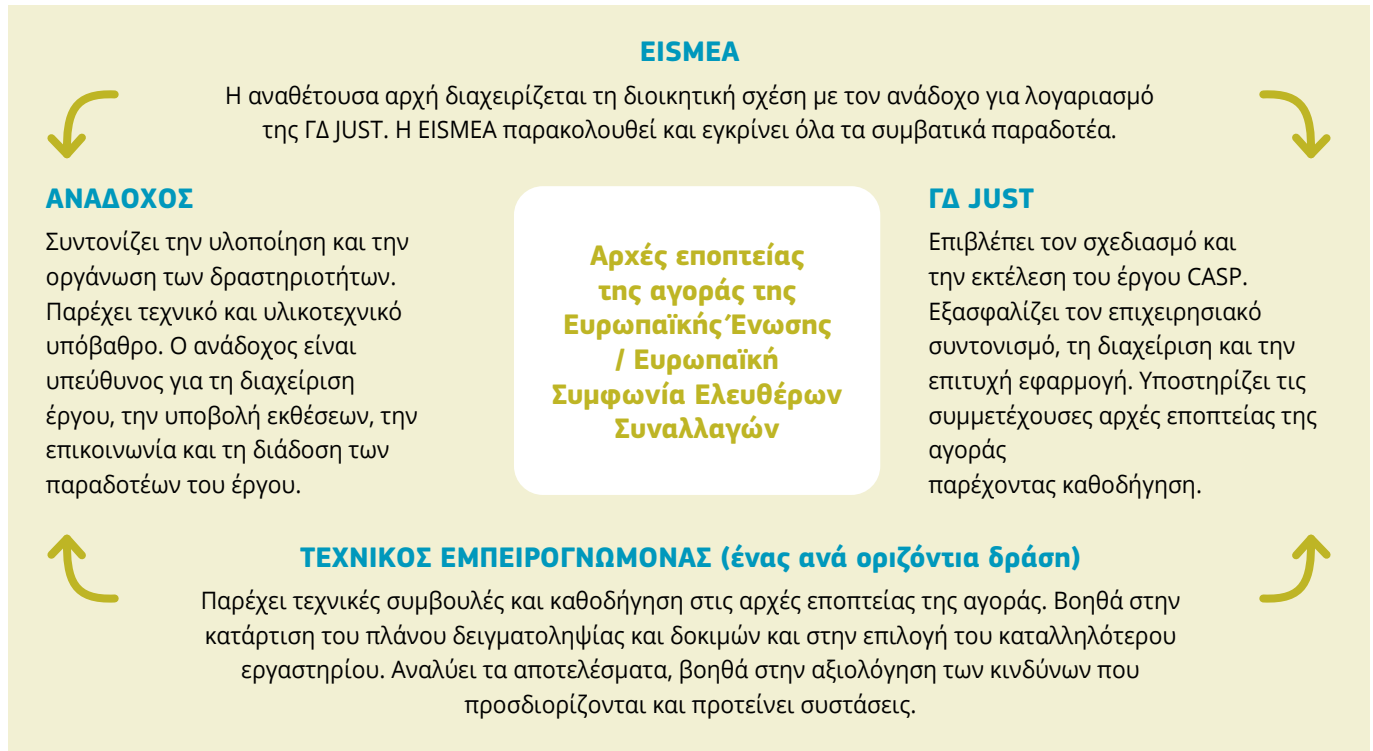 EISMEA
Η αναθέτουσα αρχή διαχειρίζεται τη διοικητική σχέση με τον ανάδοχο για λογαριασμό
της ΓΔ JUST. Η EISMEA παρακολουθεί και εγκρίνει όλα τα συμβατικά παραδοτέα.
ΑΝΑΔΟΧΟΣ
Συντονίζει την υλοποίηση και την
οργάνωση των δραστηριοτήτων.
Παρέχει τεχνικό και υλικοτεχνικό
υπόβαθρο. Ο ανάδοχος είναι
υπεύθυνος για τη διαχείριση
έργου, την υποβολή εκθέσεων, την
επικοινωνία και τη διάδοση των
παραδοτέων του έργου.
Αρχές εποπτείας
της αγοράς της
Ευρωπαϊκής Ένωσης
/ Ευρωπαϊκή
Συμφωνία Ελευθέρων
Συναλλαγών
ΓΔ JUST
Επιβλέπει τον σχεδιασμό και
την εκτέλεση του έργου CASP.
Εξασφαλίζει τον επιχειρησιακό
συντονισμό, τη διαχείριση και την
επιτυχή εφαρμογή. Υποστηρίζει τις
συμμετέχουσες αρχές εποπτείας της
αγοράς
παρέχοντας καθοδήγηση.
ΤΕΧΝΙΚΟΣ ΕΜΠΕΙΡΟΓΝΩΜΟΝΑΣ (ένας ανά οριζόντια δράση)
Παρέχει τεχνικές συμβουλές και καθοδήγηση στις αρχές εποπτείας της αγοράς. Βοηθά στην
κατάρτιση του πλάνου δειγματοληψίας και δοκιμών και στην επιλογή του καταλληλότερου
εργαστηρίου. Αναλύει τα αποτελέσματα, βοηθά στην αξιολόγηση των κινδύνων που
προσδιορίζονται και προτείνει συστάσεις.